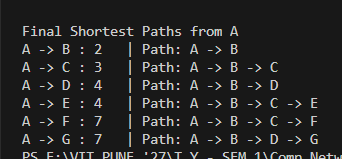 Final Shortest Paths from A
A -> B : 2 | Path: A -> B
A -> C : 3 | Path: A -> B -> C
A -> D : 4 | Path: A -> B -> D
A -> E : 4 | Path: A -> B -> C -> E
A -> F : 7 | Path: A -> B -> C -> F
A -> G : 7 | Path: A -> B -> D -> G
PS E:\VIT PUNE '27\T.Y - SEM 1\Comp Netw